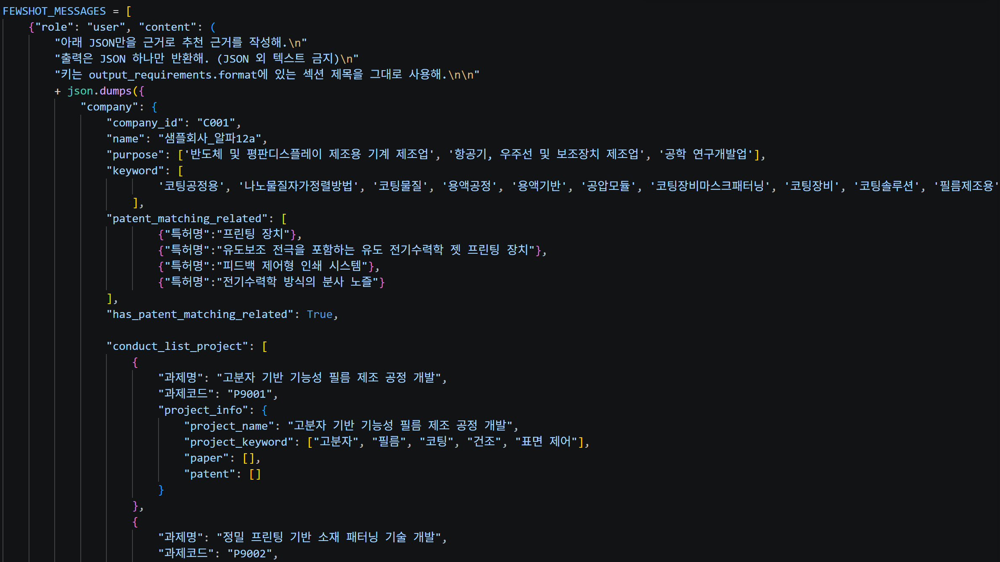 FEWSHOT_MESSAGES = [
{"role": "user", "content": (
"아래 JSON만을 근거로 추천 근거를 작성해.\n"
"출력은 JSON 하나만 반환해. (JSON 외 텍스트 금지)\n"
"키는 output_requirements.format에 있는 섹션 제목을 그대로 사용해.\n\n"
+ json.dumps({
"company": {
"company_id": "C001",
"name": "샘플회사_알파12a",
"purpose": ['반도체 및 평판디스플레이 제조용 기계 제조업', '항공기, 우주선 및 보조장치 제조업', '공학 연구개발업'],
"keyword": [
'코팅공정용', '나노물질자가정렬방법', '코팅물질', '용액공정', '용액기반', '공압모듈', '코팅장비마스크패터닝', '코팅장비', '코팅솔루션', '필름제조용'
],
"patent_matching_related": [
{"특허명":"프린팅 장치"},
{"특허명":"유도보조 전극을 포함하는 유도 전기수력학 젯 프린팅 장치"},
{"특허명":"피드백 제어형 인쇄 시스템"},
{"특허명":"전기수력학 방식의 분사 노즐"}
],
"has_patent_matching_related": True,
"conduct_list_project": [
{
"과제명": "고분자 기반 기능성 필름 제조 공정 개발",
"과제코드": "P9001",
"project_info": {
"project_name": "고분자 기반 기능성 필름 제조 공정 개발",
"project_keyword": ["고분자", "필름", "코팅", "건조", "표면 제어"],
"paper": [],
"patent": []
}
},
{
"과제명": "정밀 프린팅 기반 소재 패터닝 기술 개발",
"과제코드": "P9002",